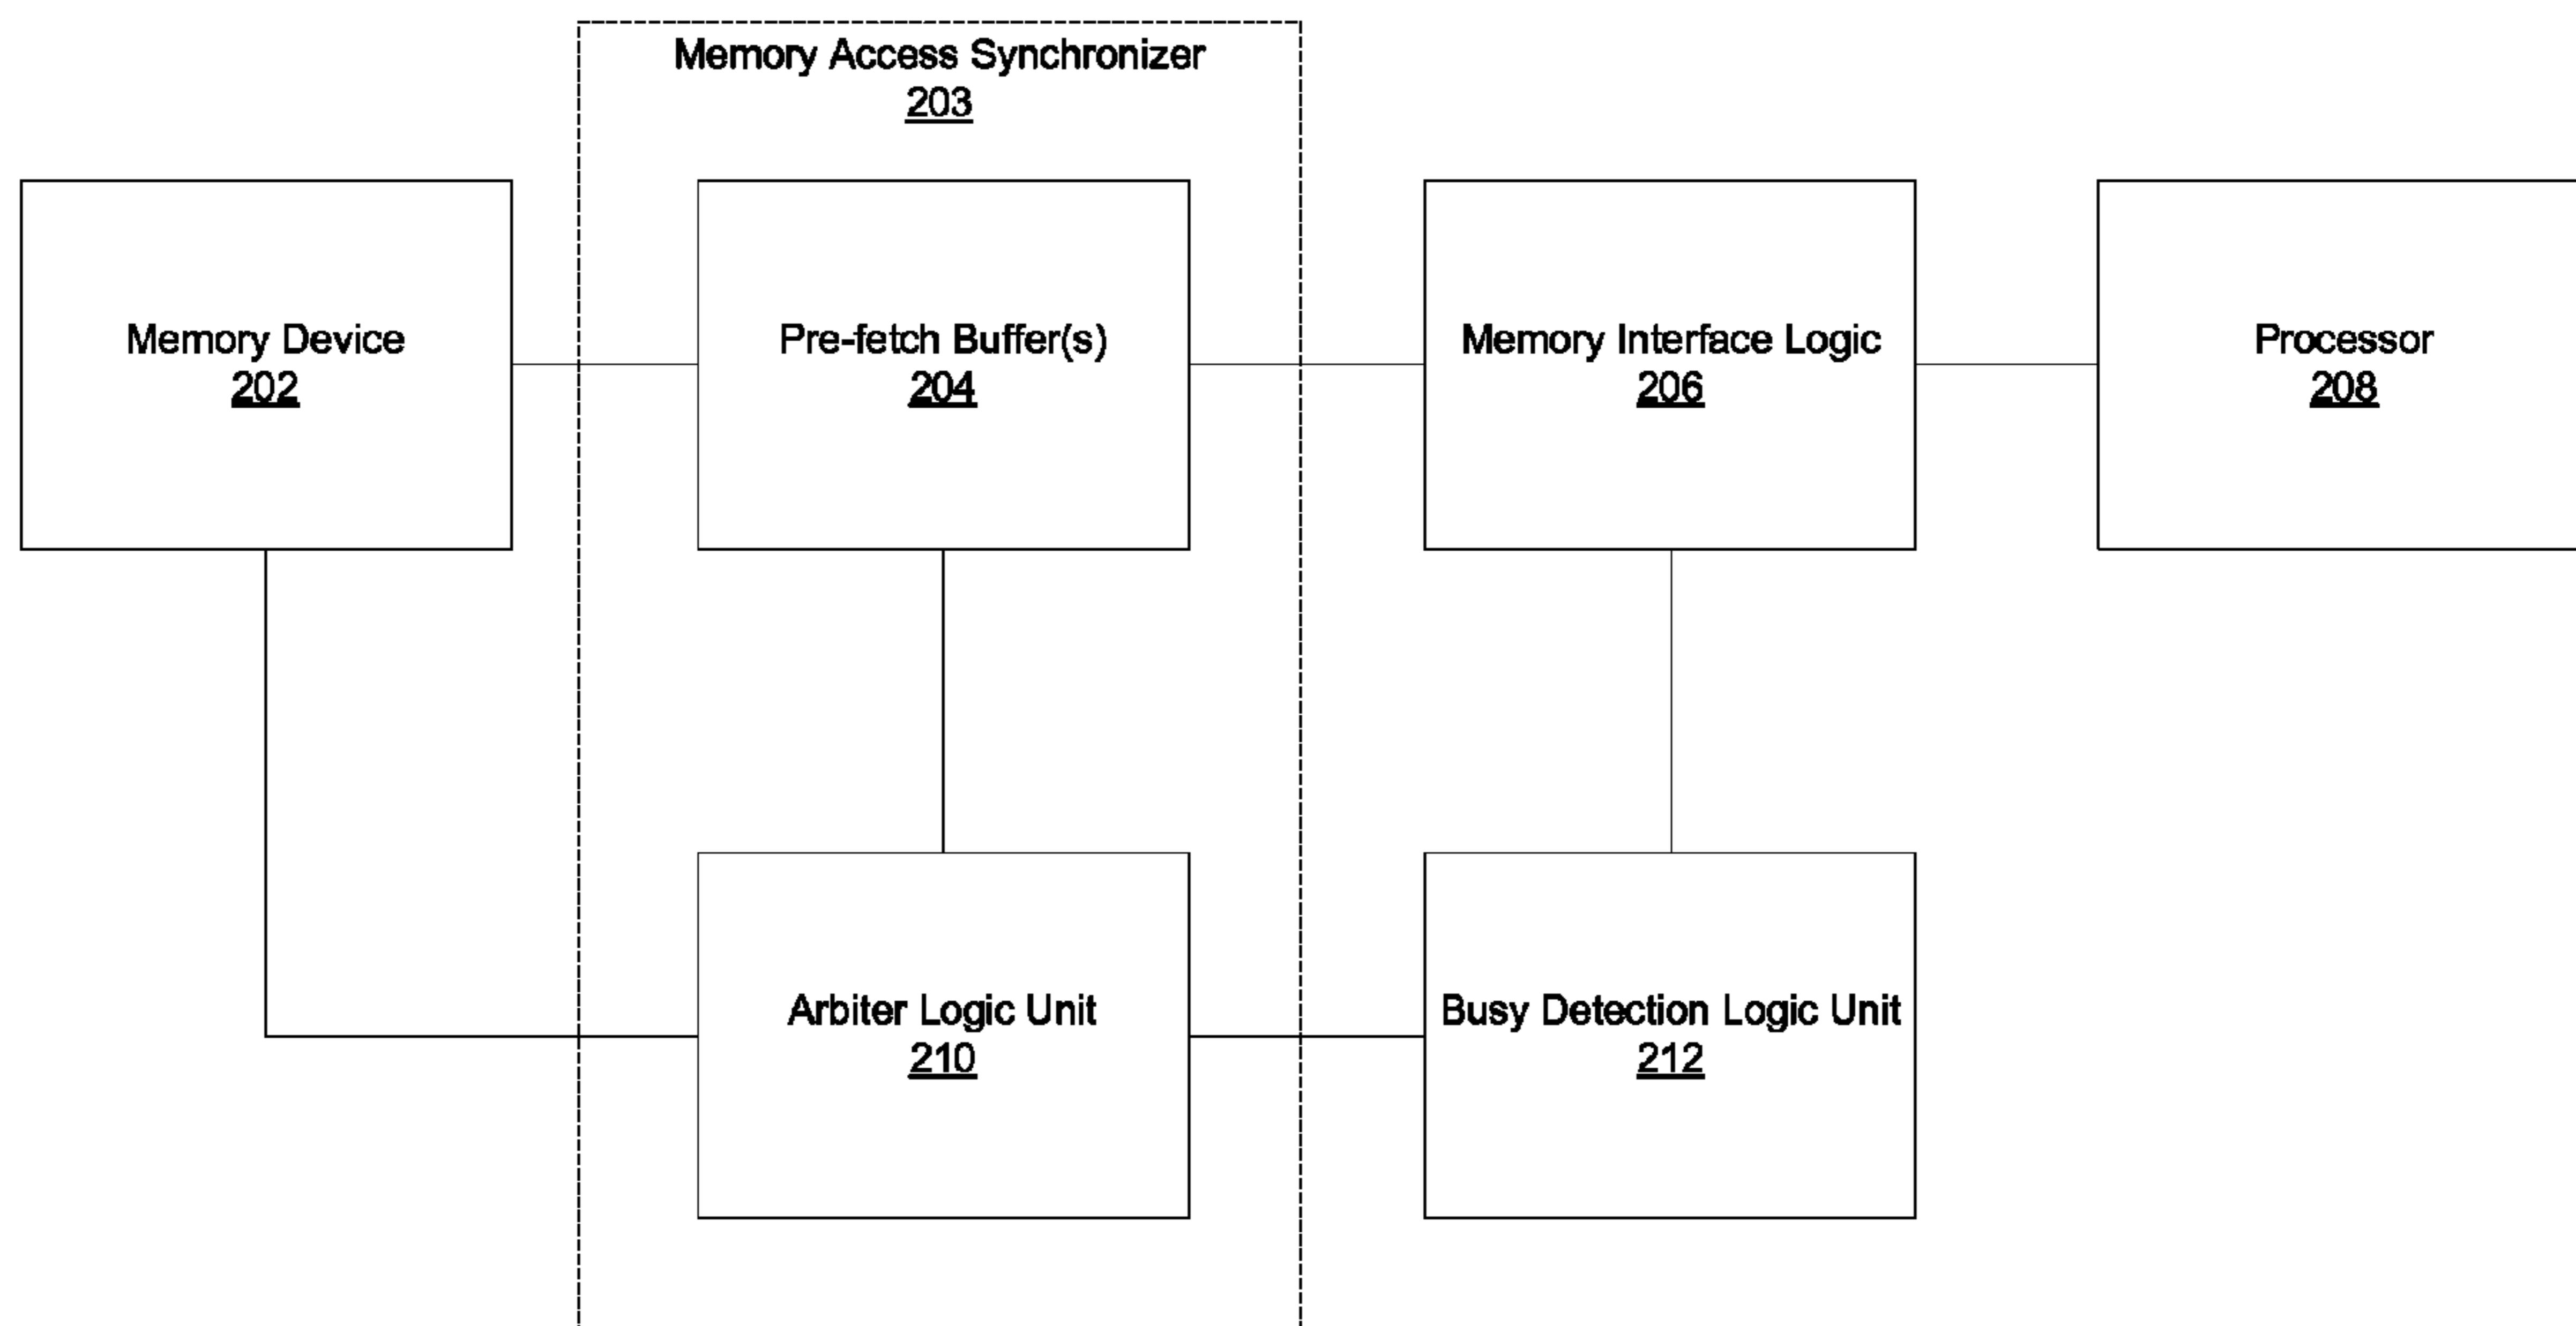 Memory Access Synchronizer
203
Memory Device
202
Pre-fetch Buffer(s)
204
Memory Interface Logic
206
Processor
208
Arbiter Logic Unit
210
Busy Detection Logic Unit
212